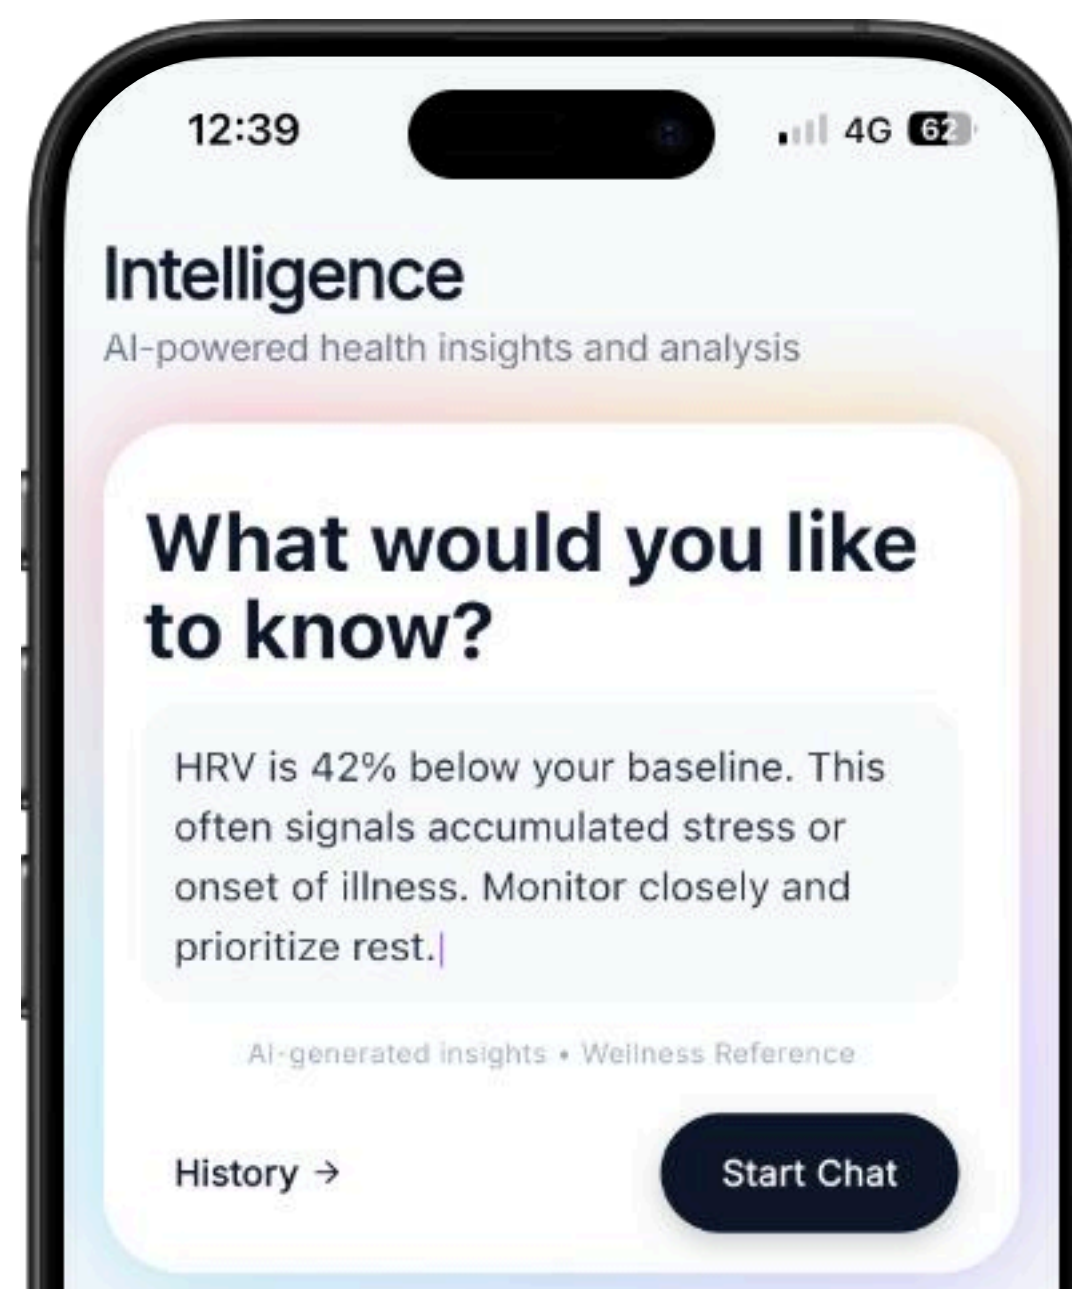 12:39
4G 62
Intelligence
AI-powered health insights and analysis
What would you like
to know?
HRV is 42% below your baseline. This
often signals accumulated stress or
onset of illness. Monitor closely and
prioritize rest.
AI-generated insights • Wellness Reference
History →
Start Chat